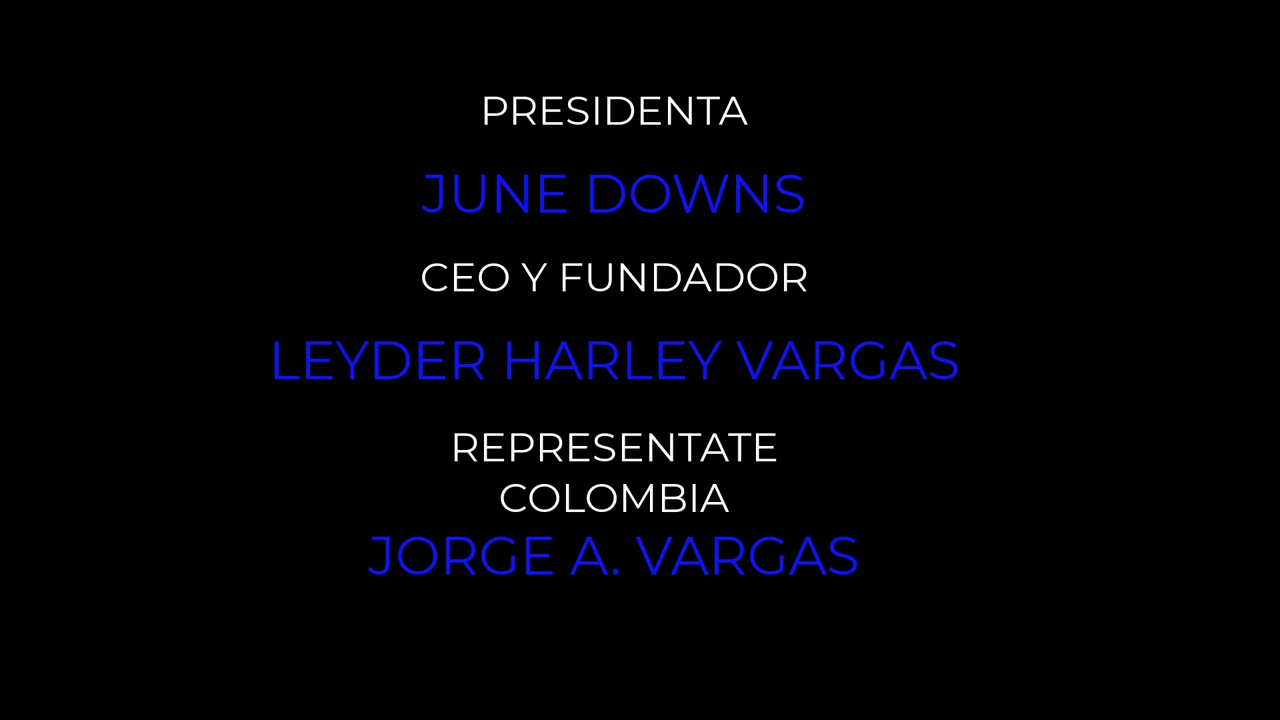 PRESIDENTA
JUNE DOWNS
CEO Y FUNDADOR
LEYDER HARLEY VARGAS
REPRESENTATE
COLOMBIA
JORGE A. VARGAS